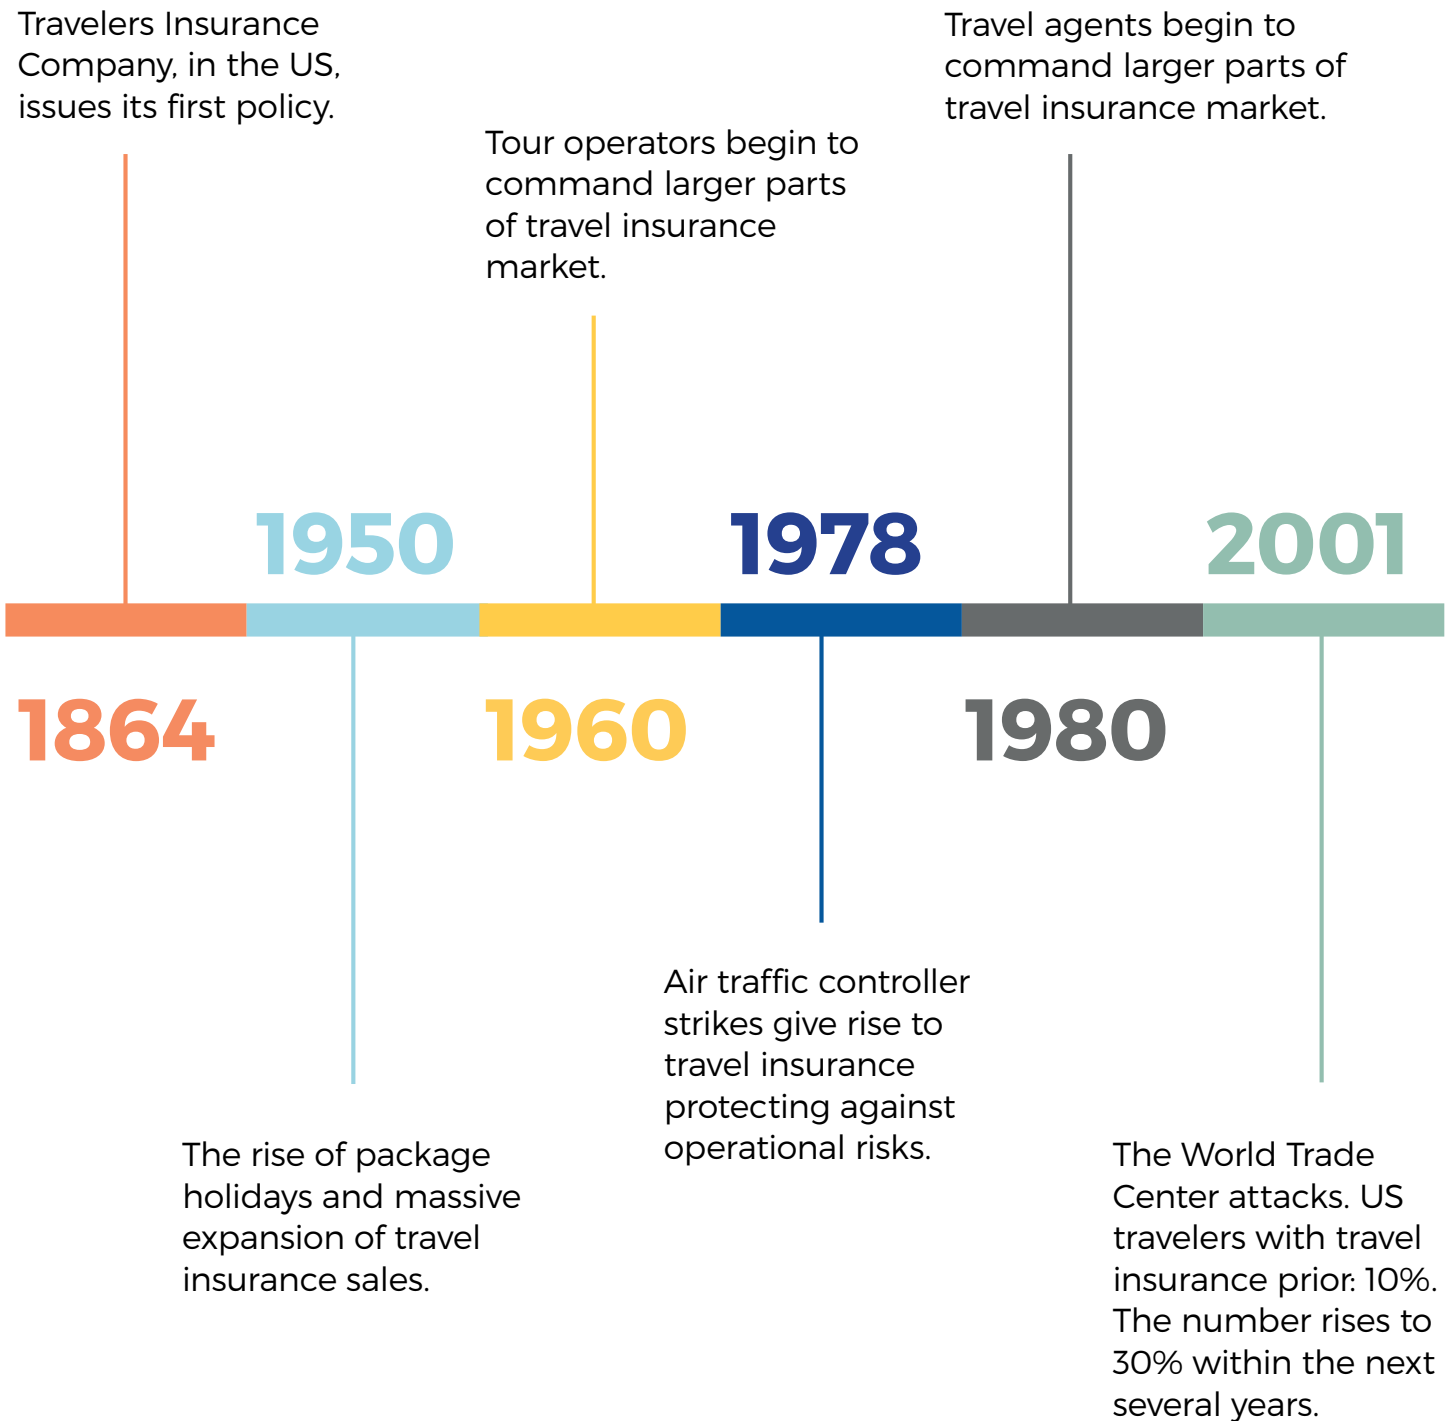 Travelers Insurance
Company, in the US,
issues its first policy.
1864
1950
The rise of package
holidays and massive
expansion of travel
insurance sales.
Tour operators begin to
command larger parts
of travel insurance
market.
1960
1978
Air traffic controller
strikes give rise to
travel insurance
protecting against
operational risks.
Travel agents begin to
command larger parts of
travel insurance market.
1980
2001
The World Trade
Center attacks. US
travelers with travel
insurance prior: 10%.
The number rises to
30% within the next
several years.